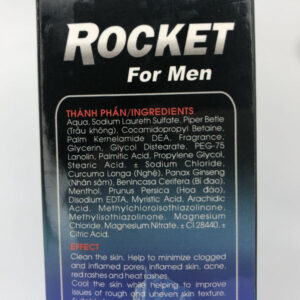 ROCKET
For Men
THÀNH PHẦN/INGREDIENTS
Aqua, Sodium Laureth Sulfate, Piper Betle
(Trầu không), Cocamidopropyl Betaine,
Palm Kernelamide DEA, Fragrance,
Glycerin, Glycol Distearate, PEG-75
Lanolin, Palmitic Acid, Propylene Glycol,
Stearic Acid, ± Sodium Chloride,
Curcuma Longa (Nghệ), Panax Ginseng
(Nhân sâm), Benincasa Cerifera (Bí đao),
Menthol, Prunus Persica (Hoa đào),
Disodium EDTA, Myristic Acid, Arachidic
Acid, Methylchloroisothiazolinone,
Methylisothiazolinone, Magnesium
Chloride, Magnesium Nitrate, ± CI 28440, ±
Citric Acid.
EFFECT
Clean the skin. Help to minimize clogged
and inflamed pores, inflamed skin, acne,
red rashes and heat rashes.
Cool the skin while helping to improve
issues of rough and uneven skin texture.